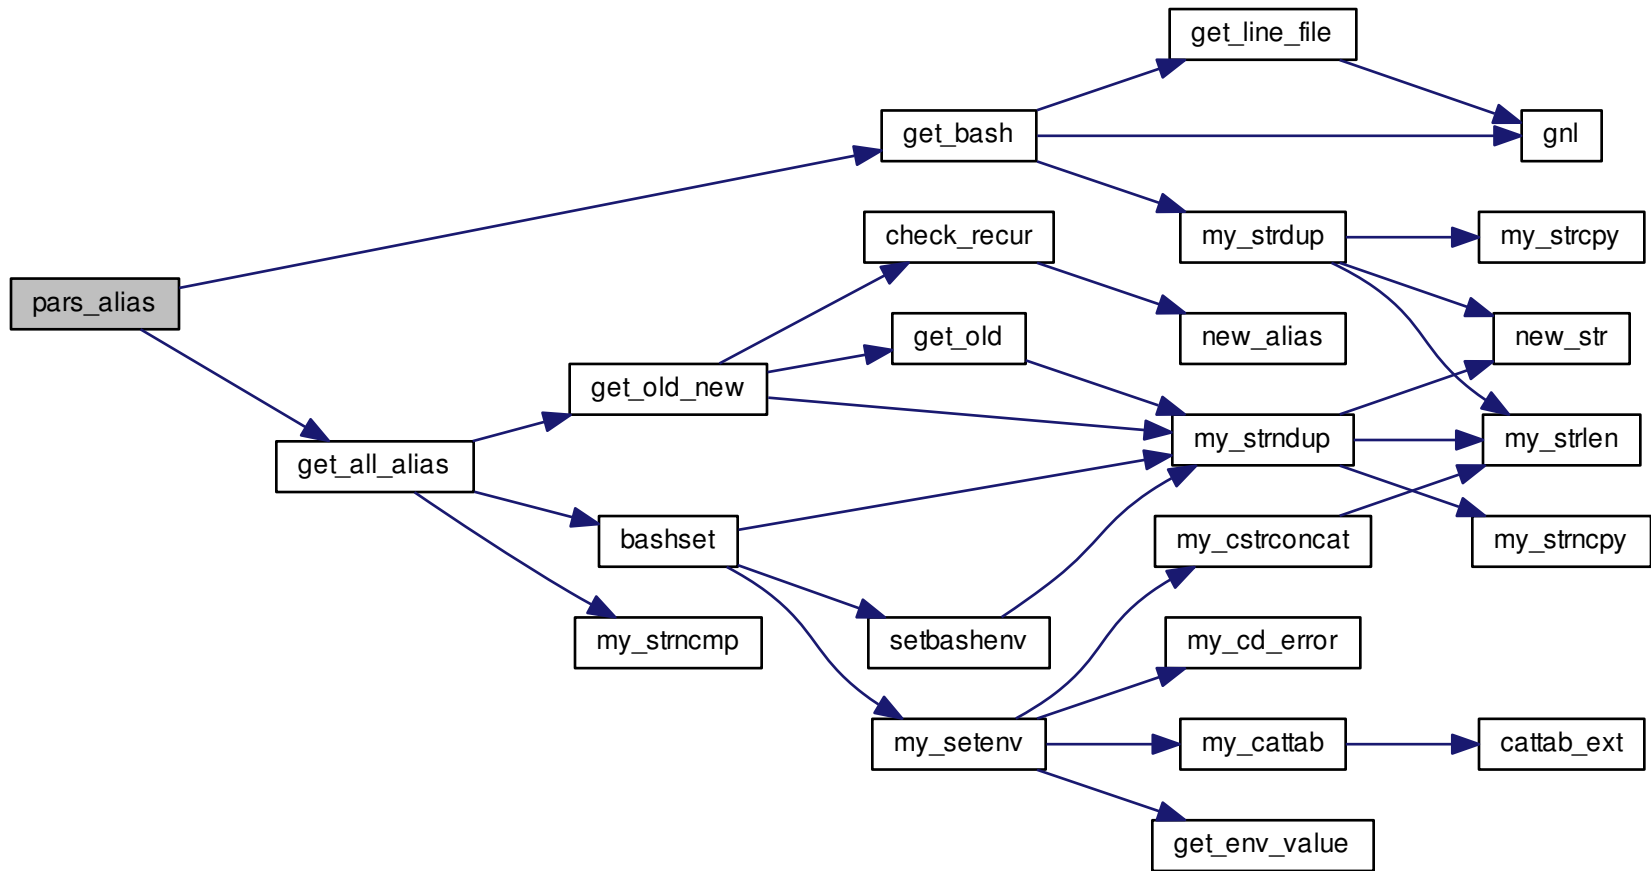 get_line_file
get_bash
gnl
check_recur
my_strdup
my_strcpy
pars_alias
get_old
new_alias
new_str
get_old_new
get_all_alias
my_strndup
my_strlen
bashset
my_cstrconcat
my_strncpy
my_strncmp
setbashenv
my_cd_error
my_setenv
my_cattab
cattab_ext
get_env_value